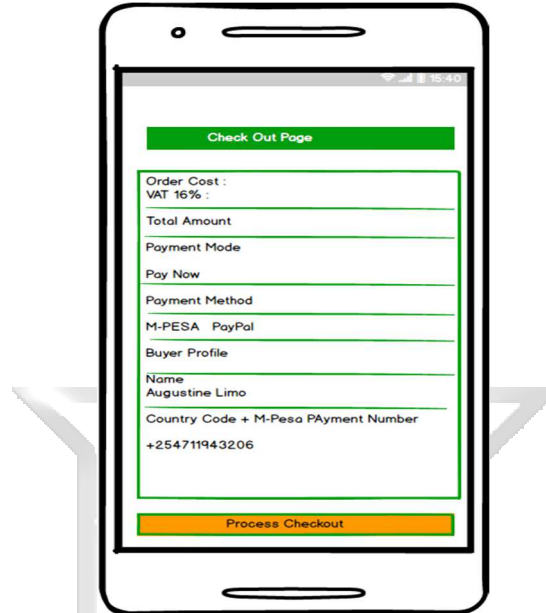 15:40
Check Out Page
Order Cost :
VAT 16% :
Total Amount
Payment Mode
Pay Now
Payment Method
M-PESA PayPal
Buyer Profile
Name
Augustine Limo
Country Code + M-Pesa PAyment Number
+254711943206
Process Checkout